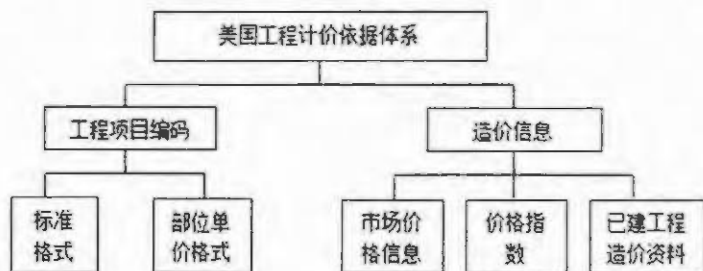 美国工程计价依据体系
工程项目编码
造价信息
标准
格式
部位单
价格式
市场价
格信息
价格指
数
已建工程
造价资料